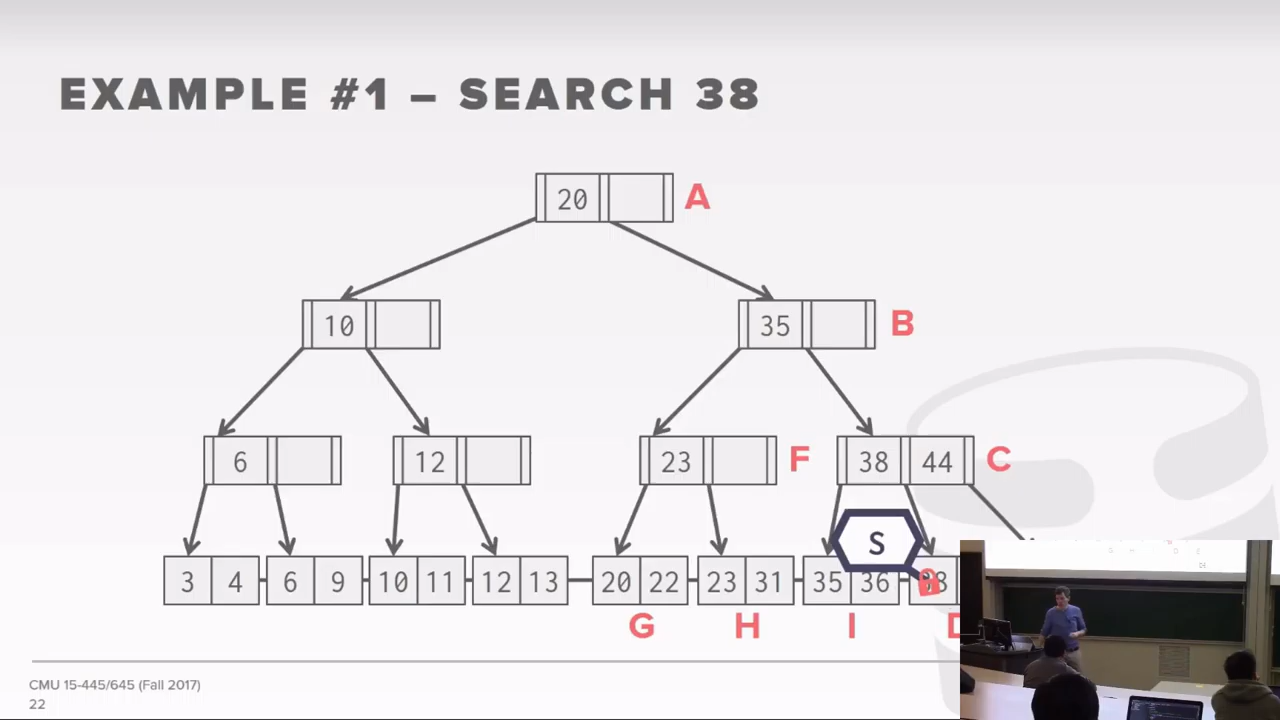 EXAMPLE #1 – SEARCH 38
20 A
10 35 B
6 12 23 F 38 44 C
S
3 4 6 9 10 11 12 13 20 22 23 31 35 36
G H I
CMU 15-445/645 (Fall 2017)
22